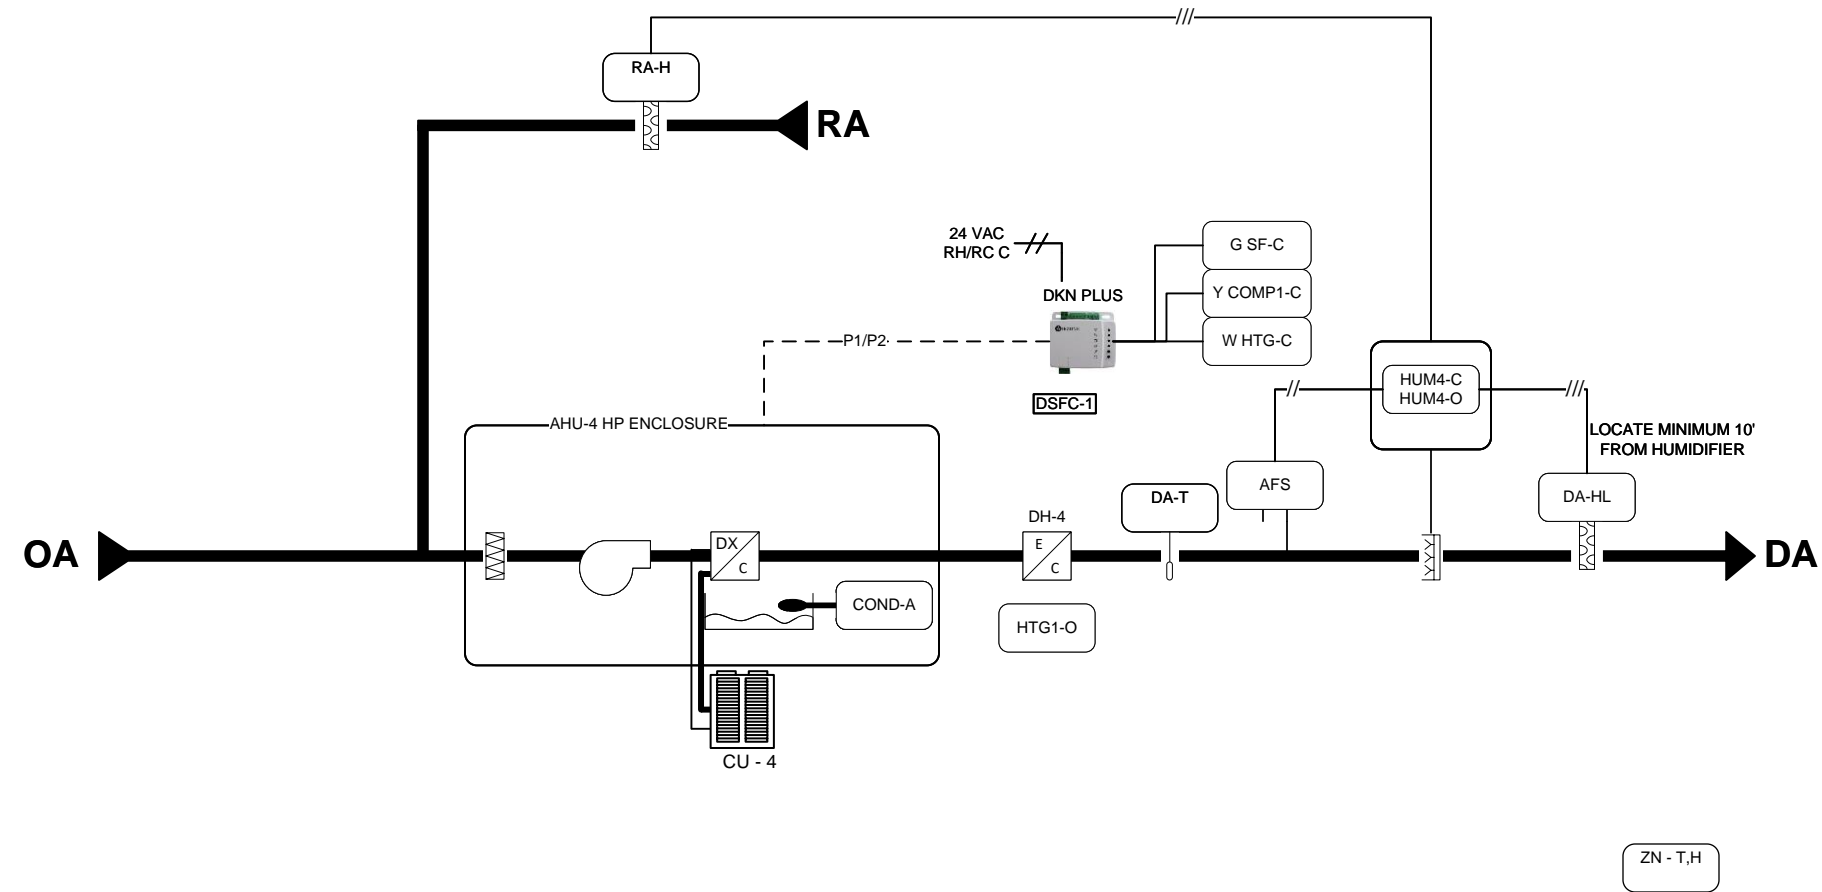 RA-H
RA
24 VAC
RH/RC C
G SF-C
DKN PLUS
Y COMP1-C
P1/P2
W HTG-C
HUM4-C
HUM4-O
DSFC-1
AHU-4 HP ENCLOSURE
LOCATE MINIMUM 10'
FROM HUMIDIFIER
AFS
DA-HL
DA-T
DH-4
OA
DX
C
E
C
DA
COND-A
HTG1-O
CU - 4
ZN - T,H